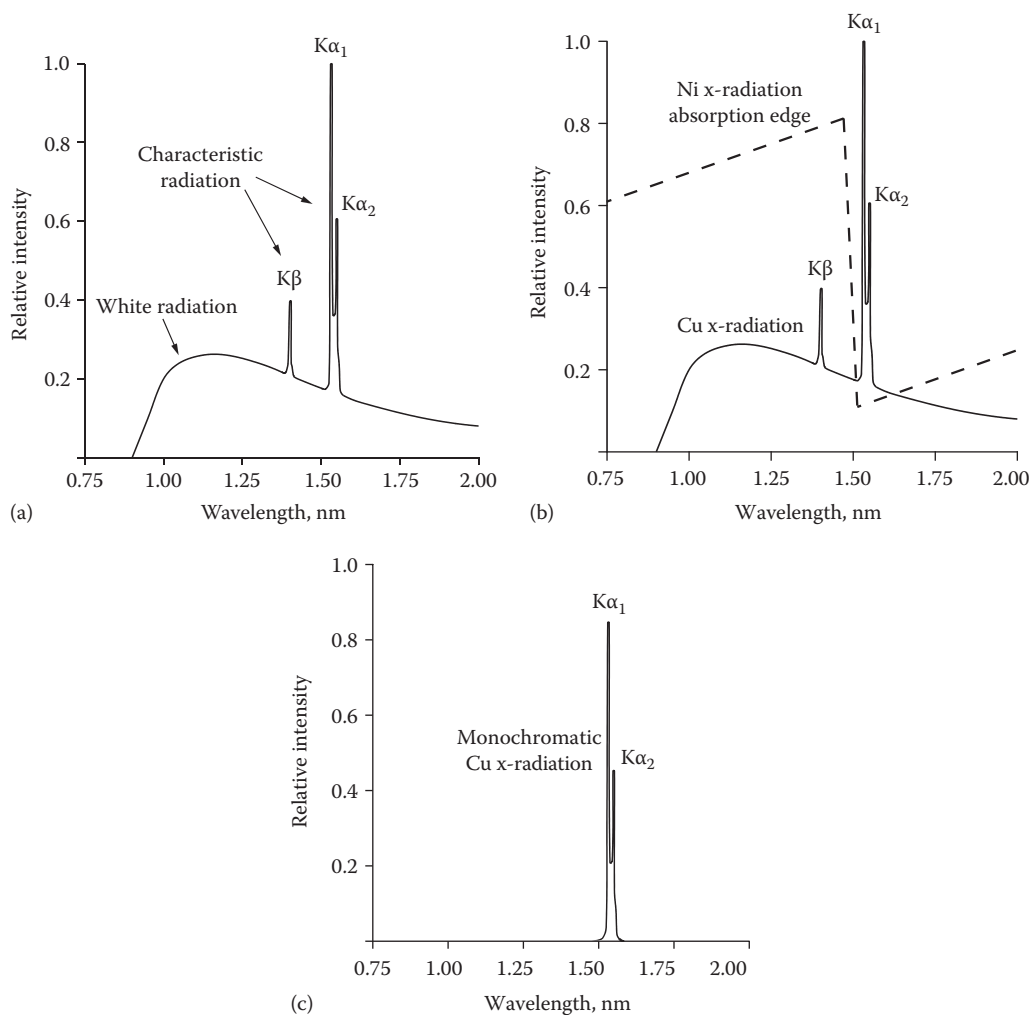 1.0
0.8
0.6
0.4
0.2
Relative intensity
Kα1
Characteristic
radiation
Kα2
Kβ
White radiation
0.75 1.00 1.25 1.50 1.75 2.00
Wavelength, nm
(a)
1.0
0.8
0.6
0.4
0.2
Relative intensity
Kα1
Ni x-radiation
absorption edge
Kα2
Kβ
Cu x-radiation
0.75 1.00 1.25 1.50 1.75 2.00
Wavelength, nm
(b)
1.0
0.8
0.6
0.4
0.2
Relative intensity
Kα1
Monochromatic
Cu x-radiation
Kα2
0.75 1.00 1.25 1.50 1.75 2.00
Wavelength, nm
(c)